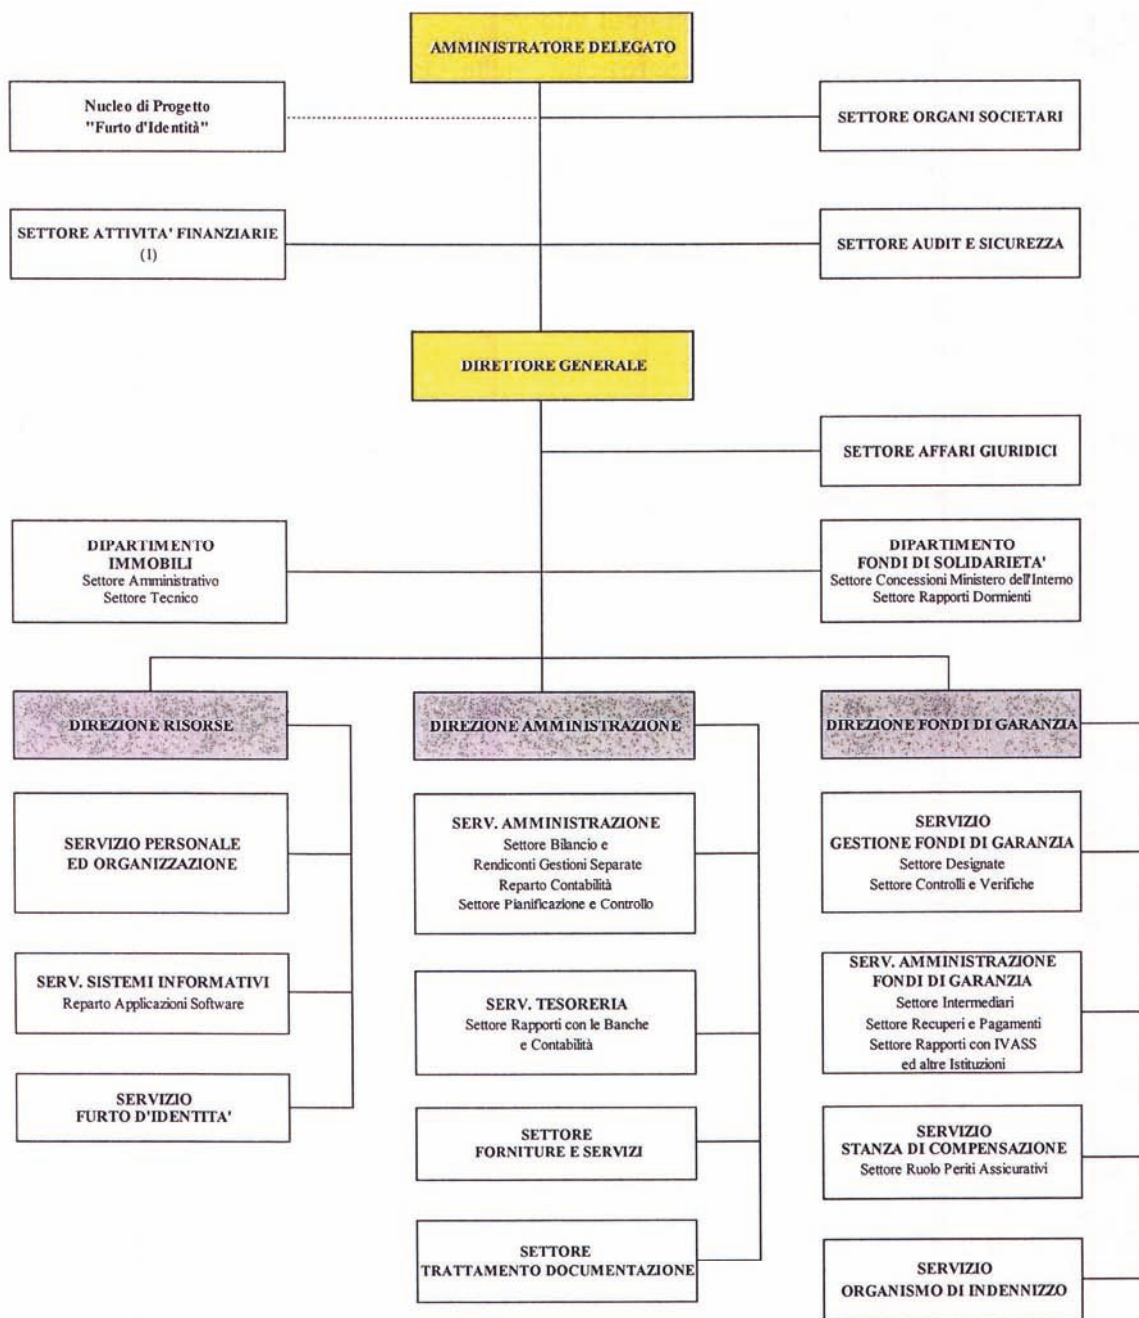 AMMINISTRATORE DELEGATO
Nucleo di Progetto
"Furto d'Identità"
SETTORE ORGANI SOCIETARI
SETTORE ATTIVITA' FINANZIARIE
(1)
SETTORE AUDIT E SICUREZZA
DIRETTORE GENERALE
SETTORE AFFARI GIURIDICI
DIPARTIMENTO
IMMOBILI
Settore Amministrativo
Settore Tecnico
DIPARTIMENTO
FONDI DI SOLIDARIETA'
Settore Concessioni Ministero dell'Interno
Settore Rapporti Dormienti
DIREZIONE RISORSE
DIREZIONE AMMINISTRAZIONE
DIREZIONE FONDI DI GARANZIA
SERVIZIO PERSONALE
ED ORGANIZZAZIONE
SERV. AMMINISTRAZIONE
Settore Bilancio e
Rendiconti Gestioni Separate
Reparto Contabilità
Settore Pianificazione e Controllo
SERVIZIO
GESTIONE FONDI DI GARANZIA
Settore Designate
Settore Controlli e Verifiche
SERV. SISTEMI INFORMATIVI
Reparto Applicazioni Software
SERV. TESORERIA
Settore Rapporti con le Banche
e Contabilità
SERV. AMMINISTRAZIONE
FONDI DI GARANZIA
Settore Intermediari
Settore Recuperi e Pagamenti
Settore Rapporti con IVASS
ed altre Istituzioni
SERVIZIO
FURTO D'IDENTITA'
SETTORE
FORNITURE E SERVIZI
SERVIZIO
STANZA DI COMPENSAZIONE
Settore Ruolo Periti Assicurativi
SETTORE
TRATTAMENTO DOCUMENTAZIONE
SERVIZIO
ORGANISMO DI INDENNIZZO